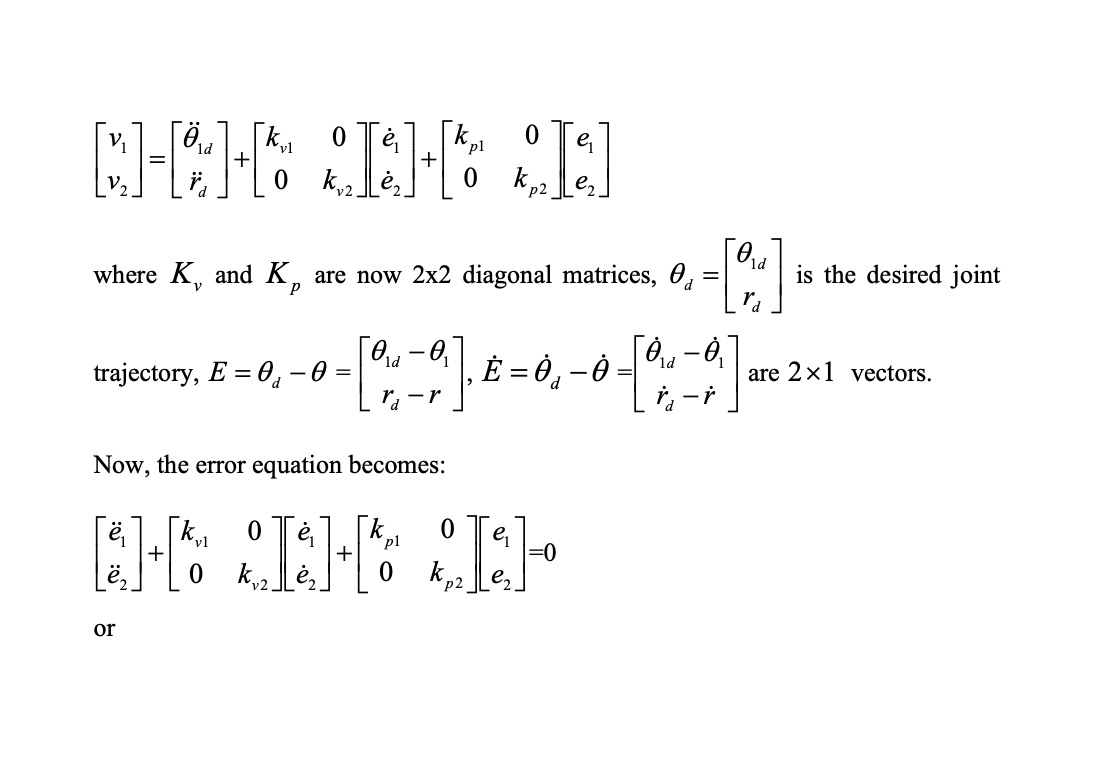 [v₁; v₂] = [θ̈₁d; r̈d] + [kv1 0; 0 kv2][ė₁; ė₂] + [kp1 0; 0 kp2][e₁; e₂]
where Kv and Kp are now 2x2 diagonal matrices, θd = [θ₁d; rd] is the desired joint
trajectory, E = θd − θ = [θ₁d − θ₁; rd − r], Ė = θ̇d − θ̇ = [θ̇₁d − θ̇₁; ṙd − ṙ] are 2×1 vectors.
Now, the error equation becomes:
[ë₁; ë₂] + [kv1 0; 0 kv2][ė₁; ė₂] + [kp1 0; 0 kp2][e₁; e₂] =0
or